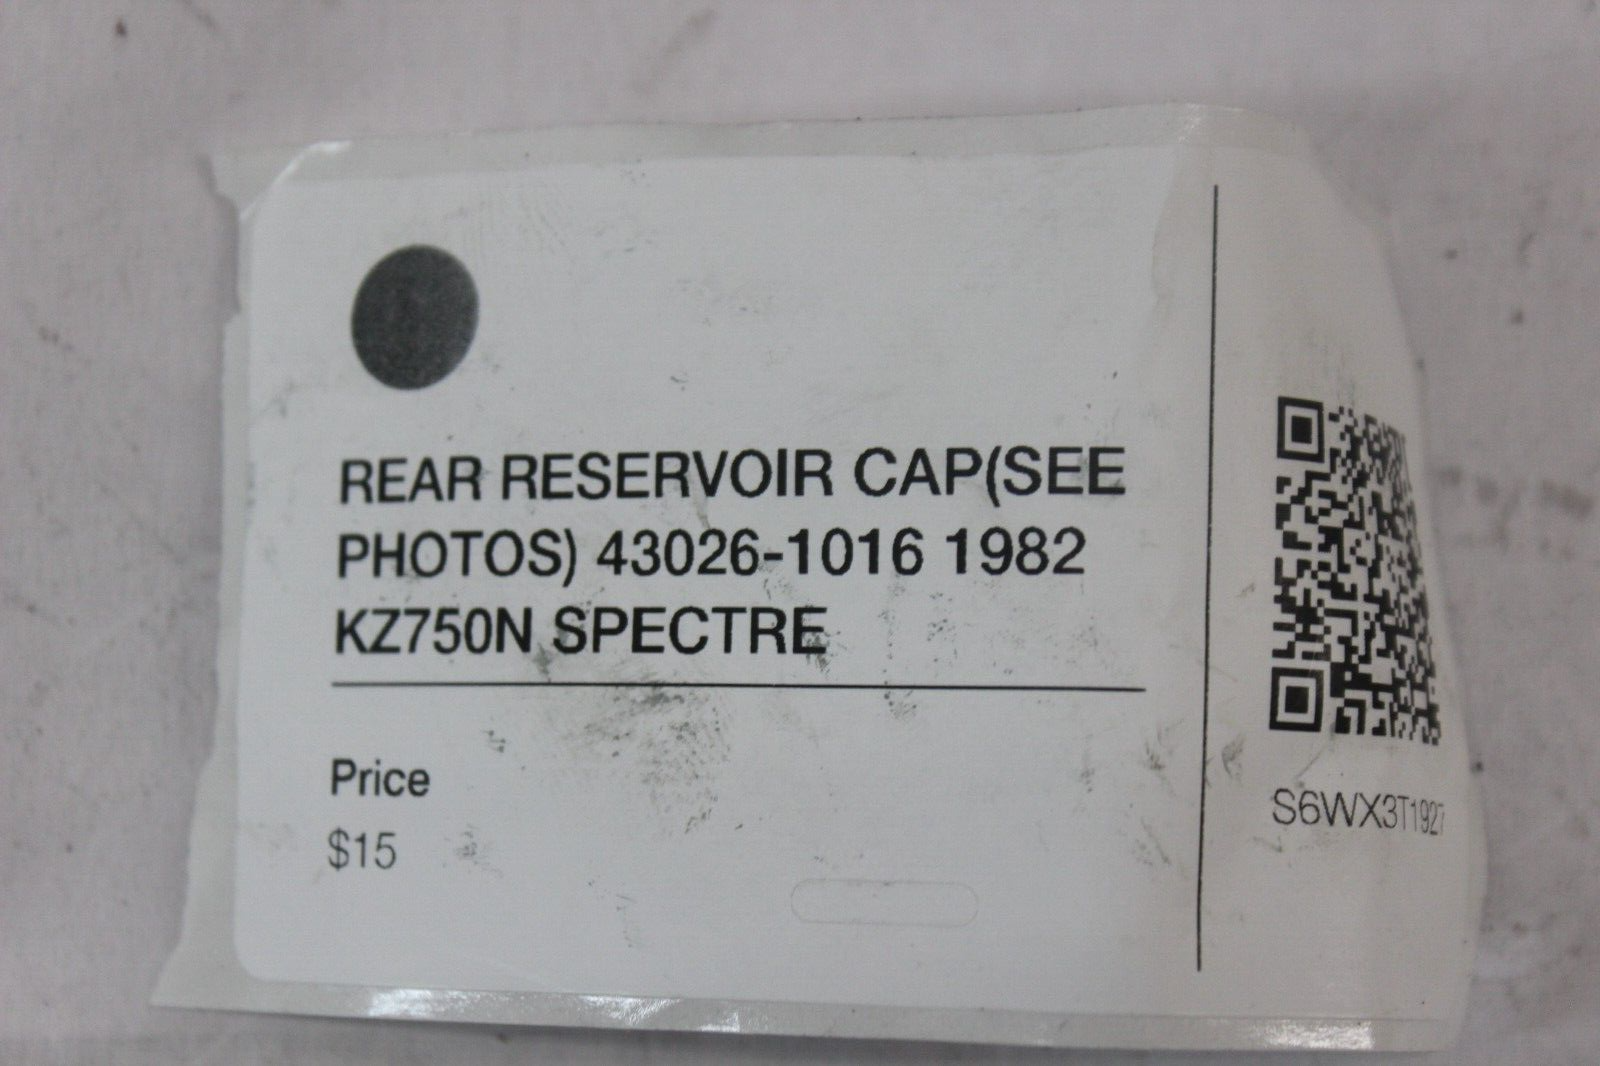 REAR RESERVOIR CAP(SEE
PHOTOS) 43026-1016 1982
KZ750N SPECTRE
Price
$15
S6WX3T1927